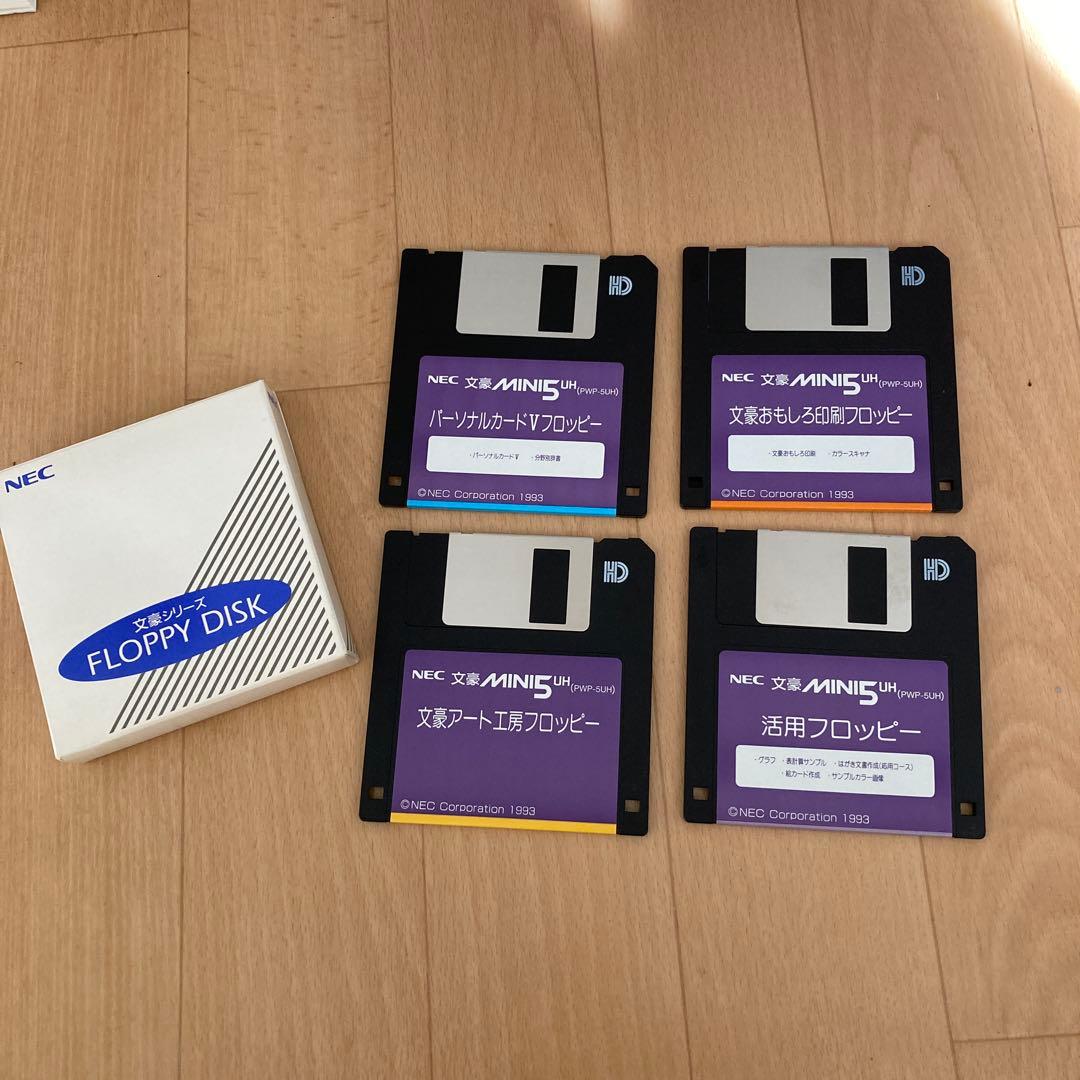 NEC
文豪シリーズ
FLOPPY DISK
HD
NEC 文豪 MINI5 UH (PWP-5UH)
パーソナルカードVフロッピー
・パーソナルカードV ・分野別辞書
©NEC Corporation 1993
HD
NEC 文豪 MINI5 UH (PWP-5UH)
文豪おもしろ印刷フロッピー
・文豪おもしろ印刷 ・カラースキャナ
©NEC Corporation 1993
HD
NEC 文豪 MINI5 UH (PWP-5UH)
文豪アート工房フロッピー
©NEC Corporation 1993
HD
NEC 文豪 MINI5 UH (PWP-5UH)
活用フロッピー
・グラフ ・表計算サンプル ・はがき文書作成(応用コース)
・絵カード作成 ・サンプルカラー画像
©NEC Corporation 1993